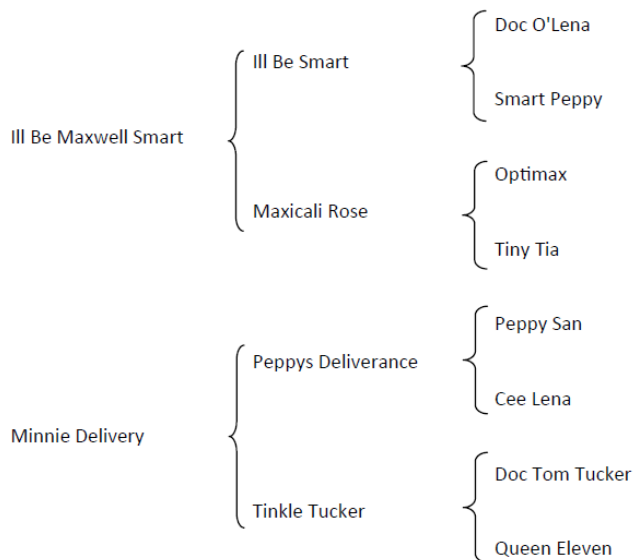 Doc O'Lena
Ill Be Smart
Smart Peppy
Ill Be Maxwell Smart
Optimax
Maxicali Rose
Tiny Tia
Peppy San
Peppys Deliverance
Cee Lena
Minnie Delivery
Doc Tom Tucker
Tinkle Tucker
Queen Eleven